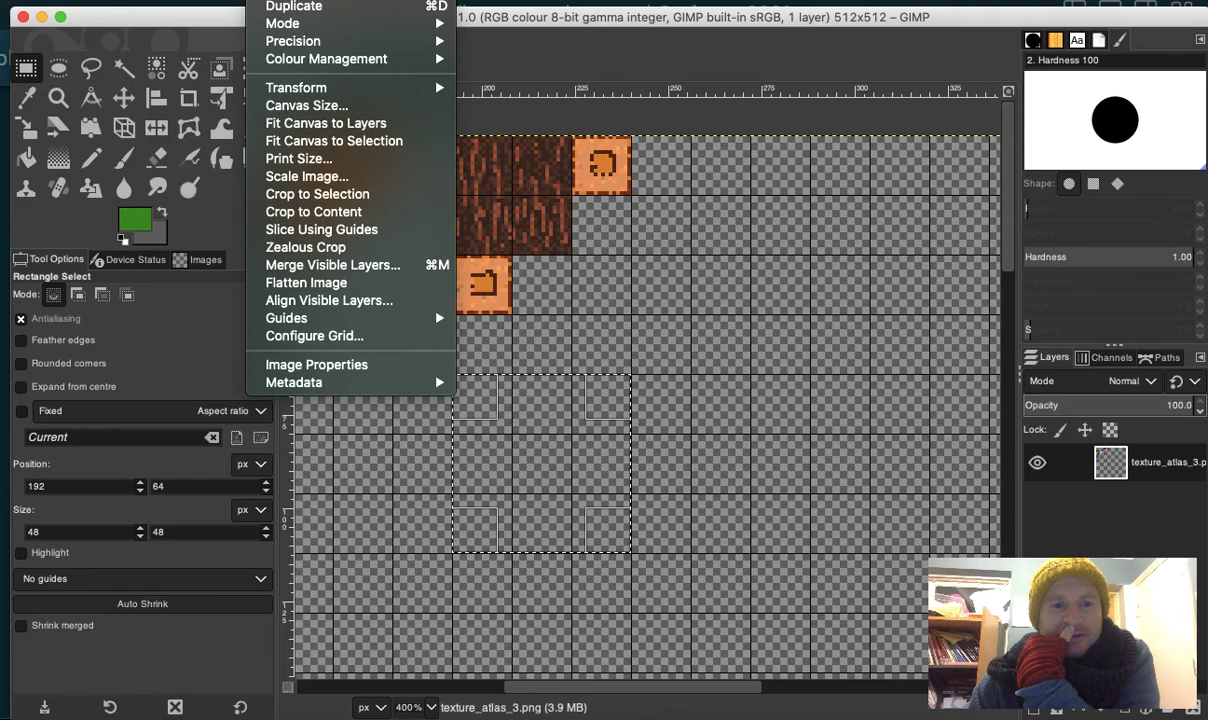 Duplicate ⌘D
1.0 (RGB colour 8-bit gamma integer, GIMP built-in sRGB, 1 layer) 512x512 – GIMP
Mode
Precision
Colour Management
Transform
Canvas Size...
Fit Canvas to Layers
Fit Canvas to Selection
Print Size...
Scale Image...
Crop to Selection
Crop to Content
Slice Using Guides
Zealous Crop
Merge Visible Layers... ⌘M
Flatten Image
Align Visible Layers...
Guides
Configure Grid...
Image Properties
Metadata
Tool Options
Device Status
Images
Rectangle Select
Mode:
Antialiasing
Feather edges
Rounded corners
Expand from centre
Fixed Aspect ratio
Current
Position: px
192 64
Size: px
48 48
Highlight
No guides
Auto Shrink
Shrink merged
200 225 250 275 300 325
75
100
125
px 400% texture_atlas_3.png (3.9 MB)
Aa
2. Hardness 100
Shape:
Hardness 1.00
S
Layers Channels Paths
Mode Normal
Opacity 100.0
Lock:
texture_atlas_3.p